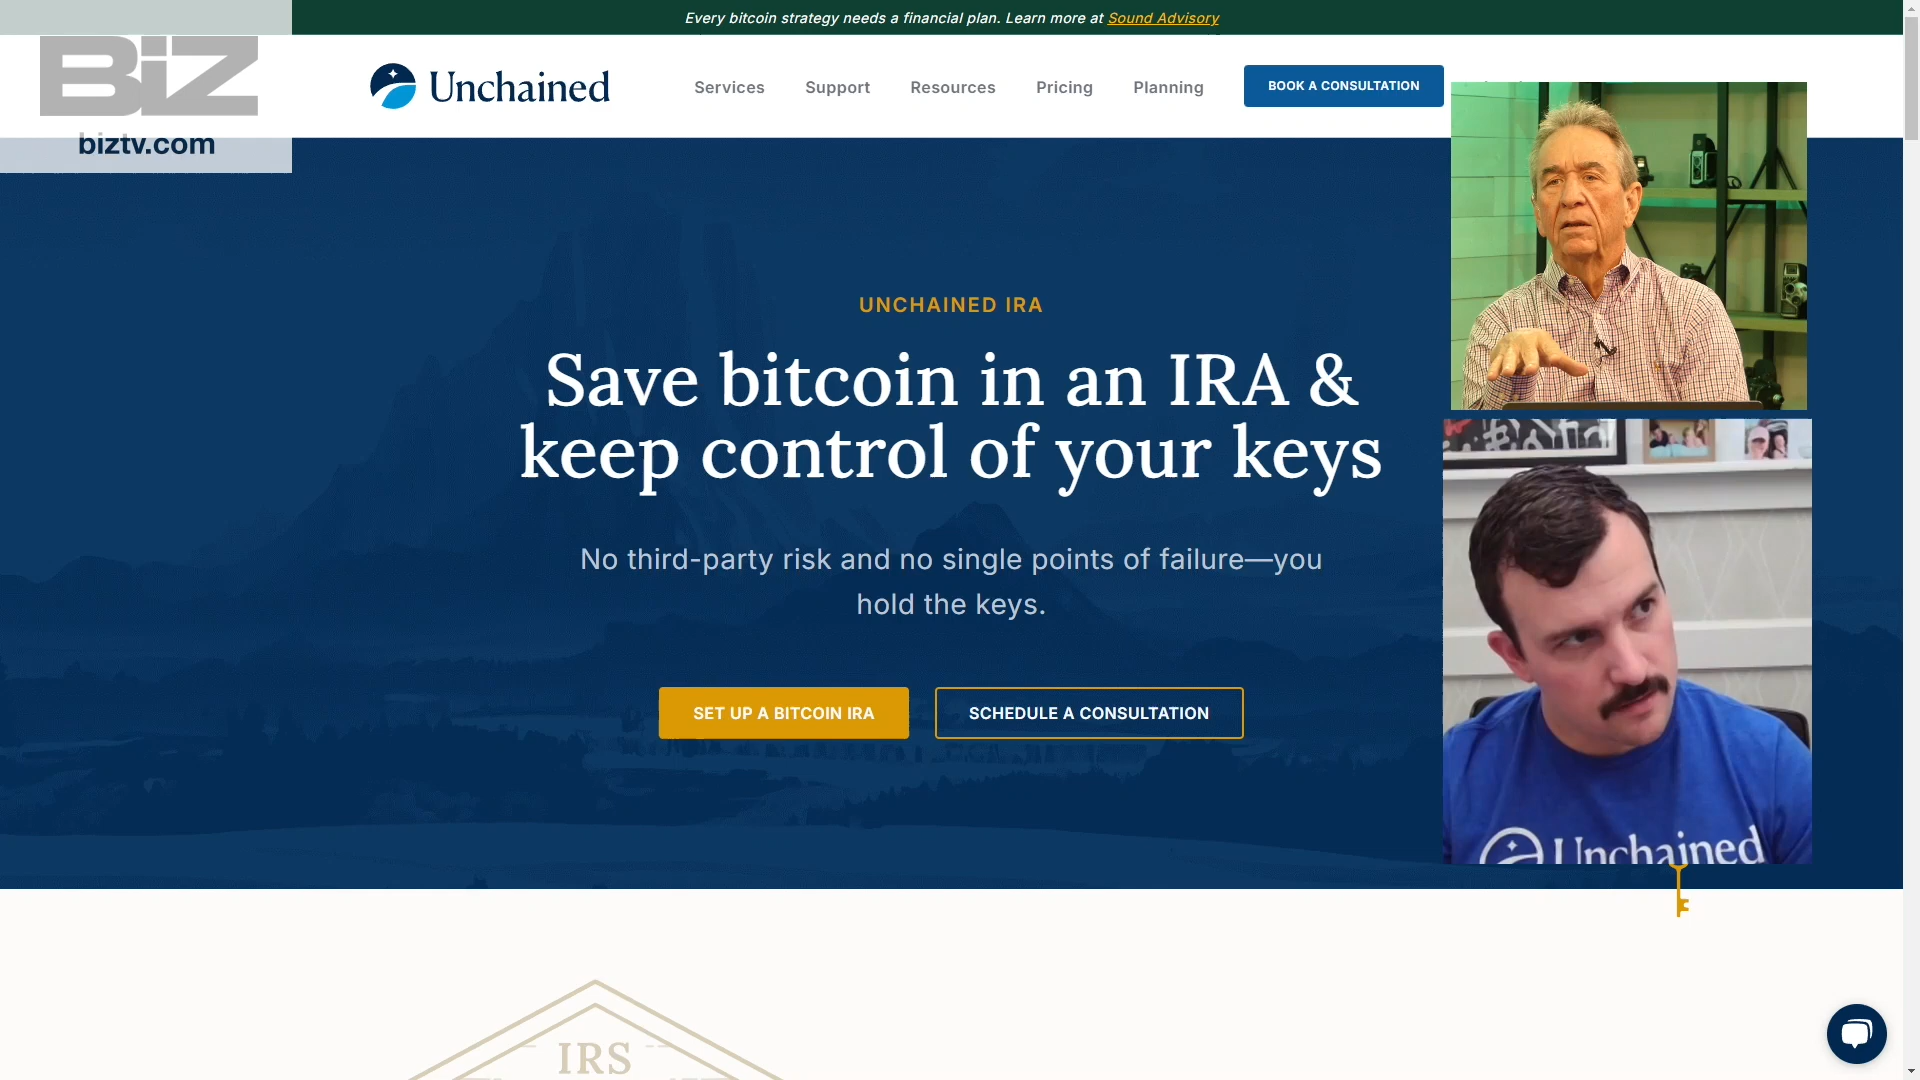 Every bitcoin strategy needs a financial plan. Learn more at Sound Advisory
BiZ
biztv.com
Unchained
Services
Support
Resources
Pricing
Planning
BOOK A CONSULTATION
UNCHAINED IRA
Save bitcoin in an IRA &
keep control of your keys
No third-party risk and no single points of failure—you
hold the keys.
SET UP A BITCOIN IRA
SCHEDULE A CONSULTATION
Unchained
IRS